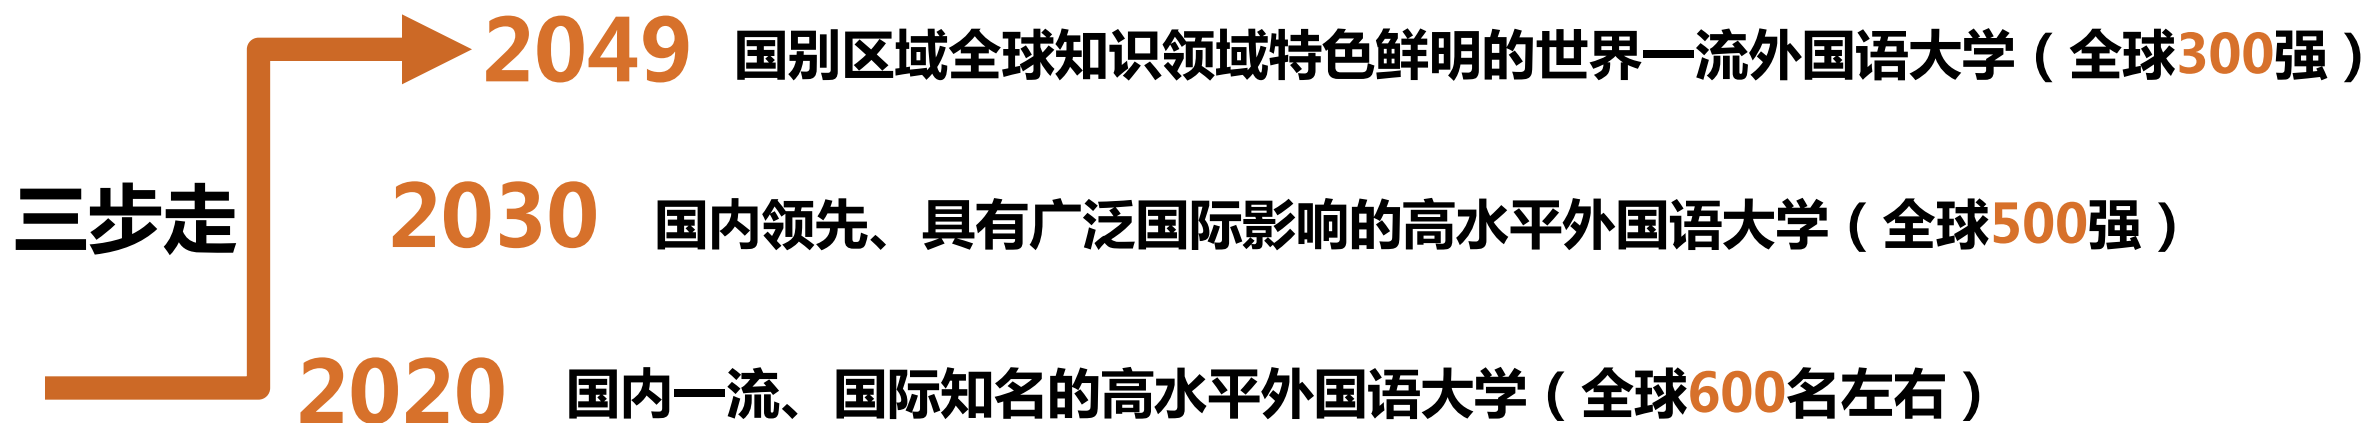 2049 国别区域全球知识领域特色鲜明的世界一流外国语大学（全球300强）
三步走
2030 国内领先、具有广泛国际影响的高水平外国语大学（全球500强）
2020 国内一流、国际知名的高水平外国语大学（全球600名左右）